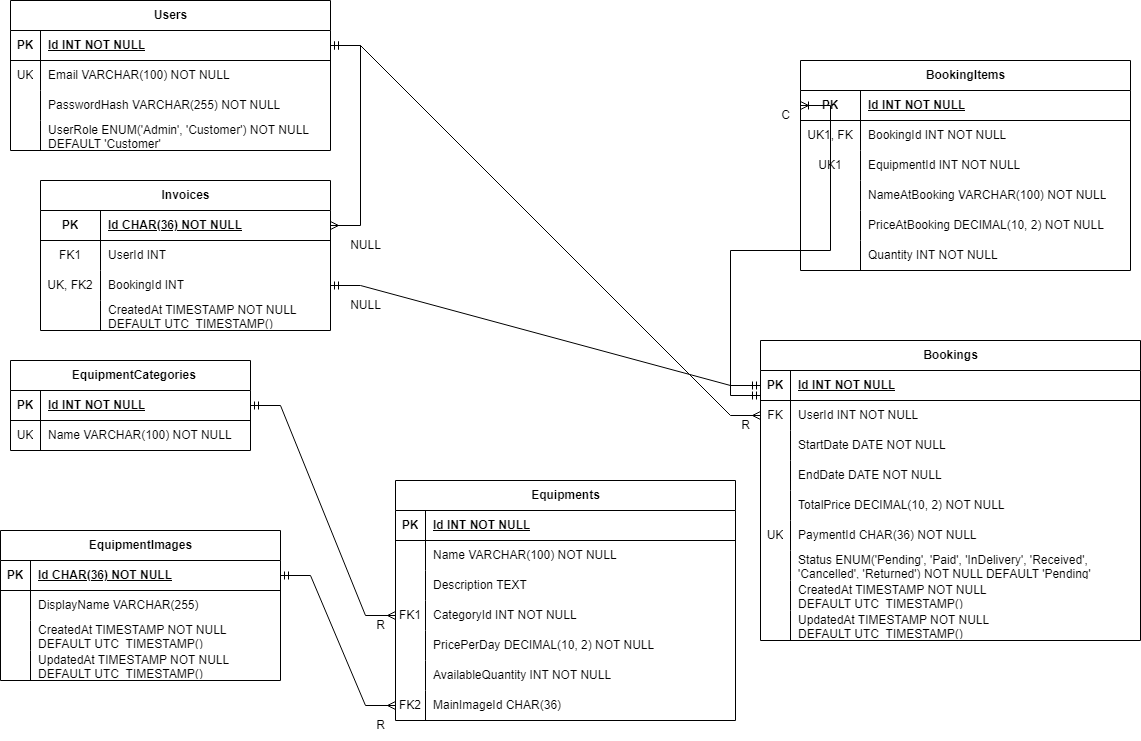 Users
PK Id INT NOT NULL
UK Email VARCHAR(100) NOT NULL
PasswordHash VARCHAR(255) NOT NULL
UserRole ENUM('Admin', 'Customer') NOT NULL
DEFAULT 'Customer'
Invoices
PK Id CHAR(36) NOT NULL
FK1 UserId INT
UK, FK2 BookingId INT
CreatedAt TIMESTAMP NOT NULL
DEFAULT UTC_TIMESTAMP()
NULL
NULL
BookingItems
C
PK Id INT NOT NULL
UK1, FK BookingId INT NOT NULL
UK1 EquipmentId INT NOT NULL
NameAtBooking VARCHAR(100) NOT NULL
PriceAtBooking DECIMAL(10, 2) NOT NULL
Quantity INT NOT NULL
Bookings
PK Id INT NOT NULL
FK UserId INT NOT NULL
R
StartDate DATE NOT NULL
EndDate DATE NOT NULL
TotalPrice DECIMAL(10, 2) NOT NULL
UK PaymentId CHAR(36) NOT NULL
Status ENUM('Pending', 'Paid', 'InDelivery', 'Received',
'Cancelled', 'Returned') NOT NULL DEFAULT 'Pending'
CreatedAt TIMESTAMP NOT NULL
DEFAULT UTC_TIMESTAMP()
UpdatedAt TIMESTAMP NOT NULL
DEFAULT UTC_TIMESTAMP()
EquipmentCategories
PK Id INT NOT NULL
UK Name VARCHAR(100) NOT NULL
EquipmentImages
PK Id CHAR(36) NOT NULL
DisplayName VARCHAR(255)
CreatedAt TIMESTAMP NOT NULL
DEFAULT UTC_TIMESTAMP()
UpdatedAt TIMESTAMP NOT NULL
DEFAULT UTC_TIMESTAMP()
Equipments
PK Id INT NOT NULL
Name VARCHAR(100) NOT NULL
Description TEXT
FK1 CategoryId INT NOT NULL
R
PricePerDay DECIMAL(10, 2) NOT NULL
AvailableQuantity INT NOT NULL
FK2 MainImageId CHAR(36)
R